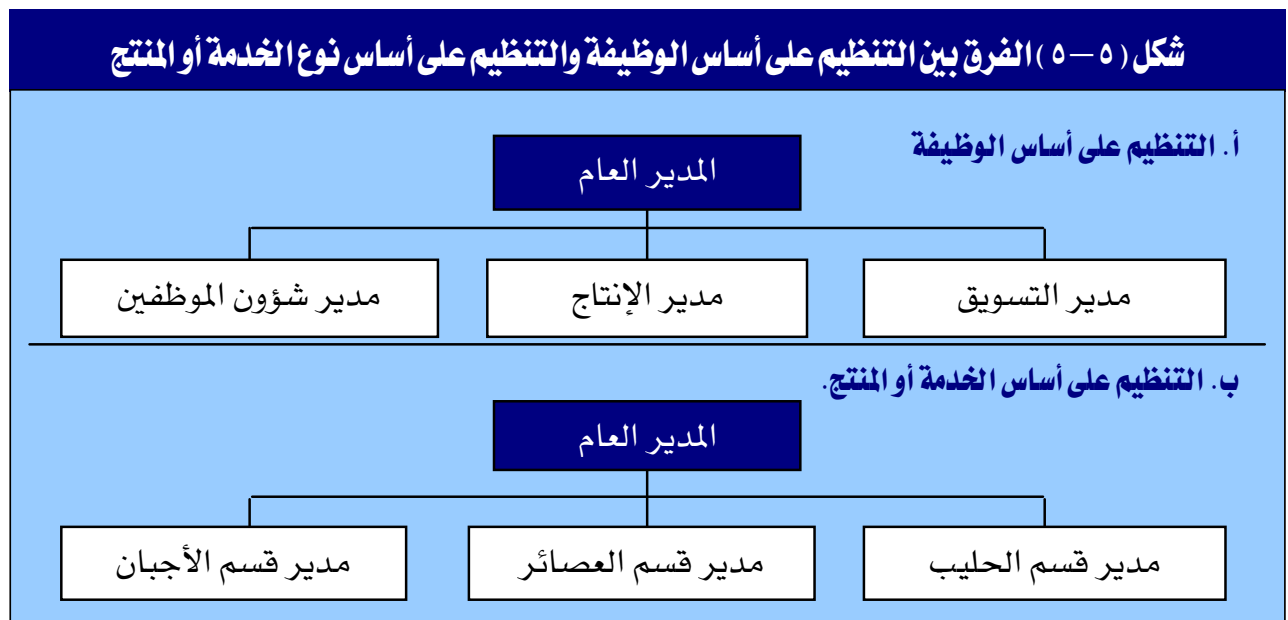 شكل (٥ – ٥) الفرق بين التنظيم على أساس الوظيفة والتنظيم على أساس نوع الخدمة أو المنتج
أ. التنظيم على أساس الوظيفة
المدير العام
مدير التسويق
مدير الإنتاج
مدير شؤون الموظفين
ب. التنظيم على أساس الخدمة أو المنتج.
المدير العام
مدير قسم الحليب
مدير قسم العصائر
مدير قسم الأجبان